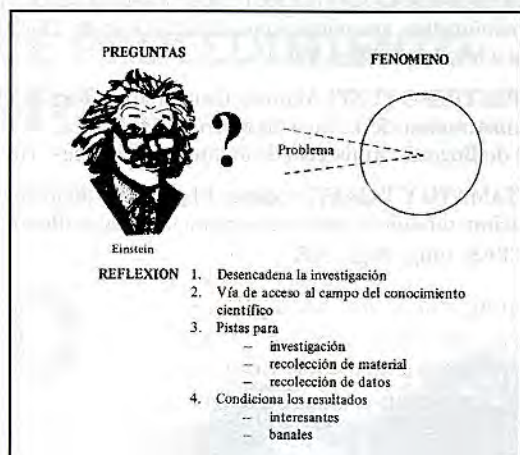 PREGUNTAS
FENOMENO
?
Problema
Einstein
REFLEXION 1. Desencadena la investigación
2. Vía de acceso al campo del conocimiento
científico
3. Pistas para
– investigación
– recolección de material
– recolección de datos
4. Condiciona los resultados
– interesantes
– banales